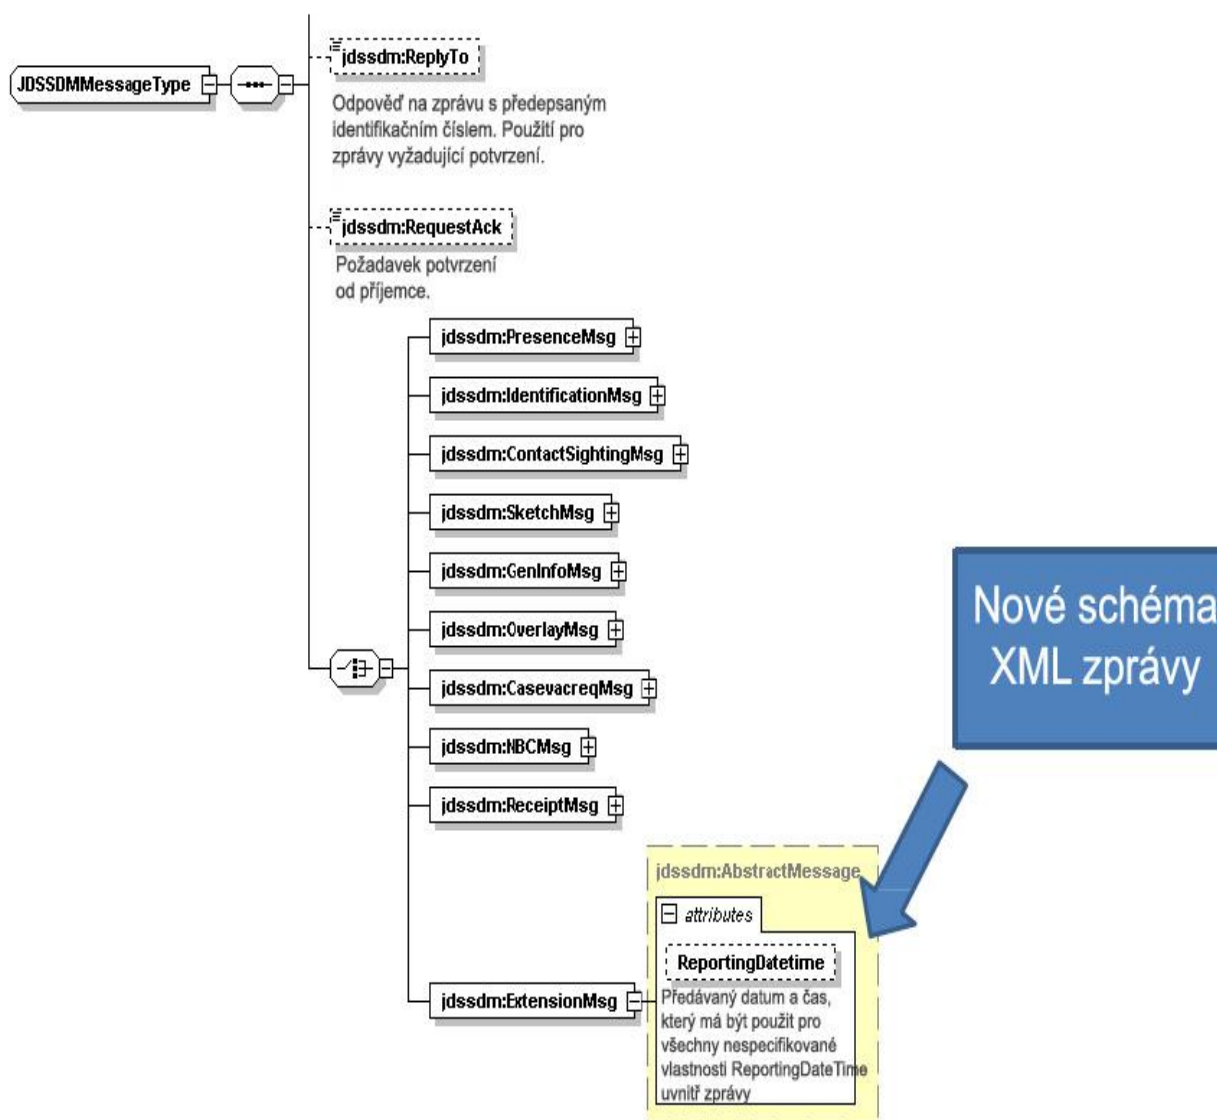 jdssdm:ReplyTo
JDSSDMMessageType
Odpověď na zprávu s předepsaným
identifikačním číslem. Použití pro
zprávy vyžadující potvrzení.
jdssdm:RequestAck
Požadavek potvrzení
od příjemce.
jdssdm:PresenceMsg
jdssdm:IdentificationMsg
jdssdm:ContactSightingMsg
jdssdm:SketchMsg
jdssdm:GenInfoMsg
jdssdm:OverlayMsg
jdssdm:CasevacreqMsg
jdssdm:NBCMsg
jdssdm:ReceiptMsg
Nové schéma
XML zprávy
jdssdm:AbstractMessage
attributes
ReportingDatetime
jdssdm:ExtensionMsg
Předávaný datum a čas,
který má být použit pro
všechny nespecifikované
vlastnosti ReportingDateTime
uvnitř zprávy